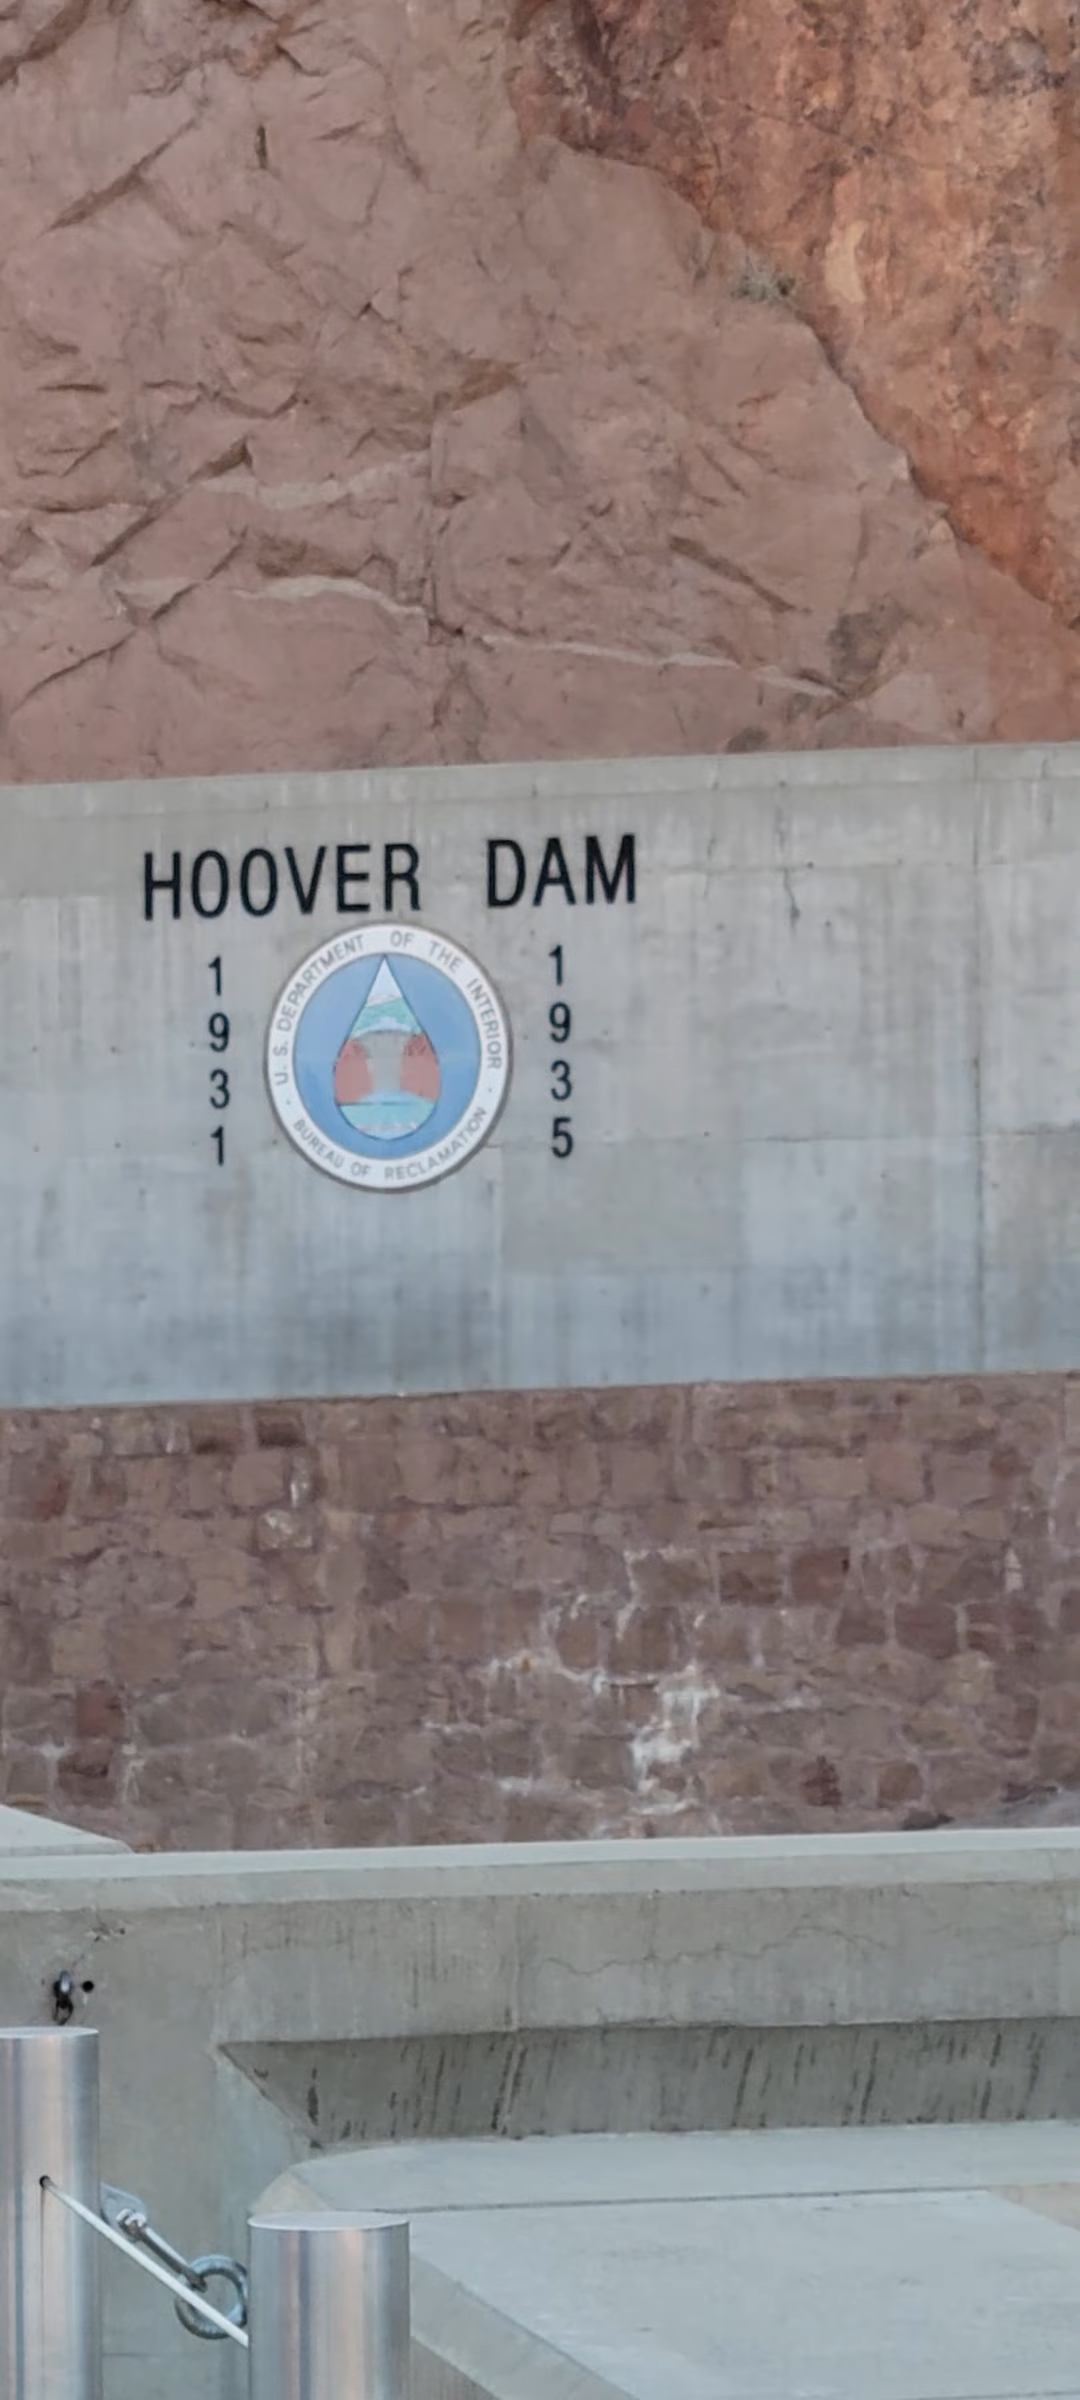 HOOVER DAM
1
9
3
1
U.S. DEPARTMENT OF THE INTERIOR
· BUREAU OF RECLAMATION ·
1
9
3
5